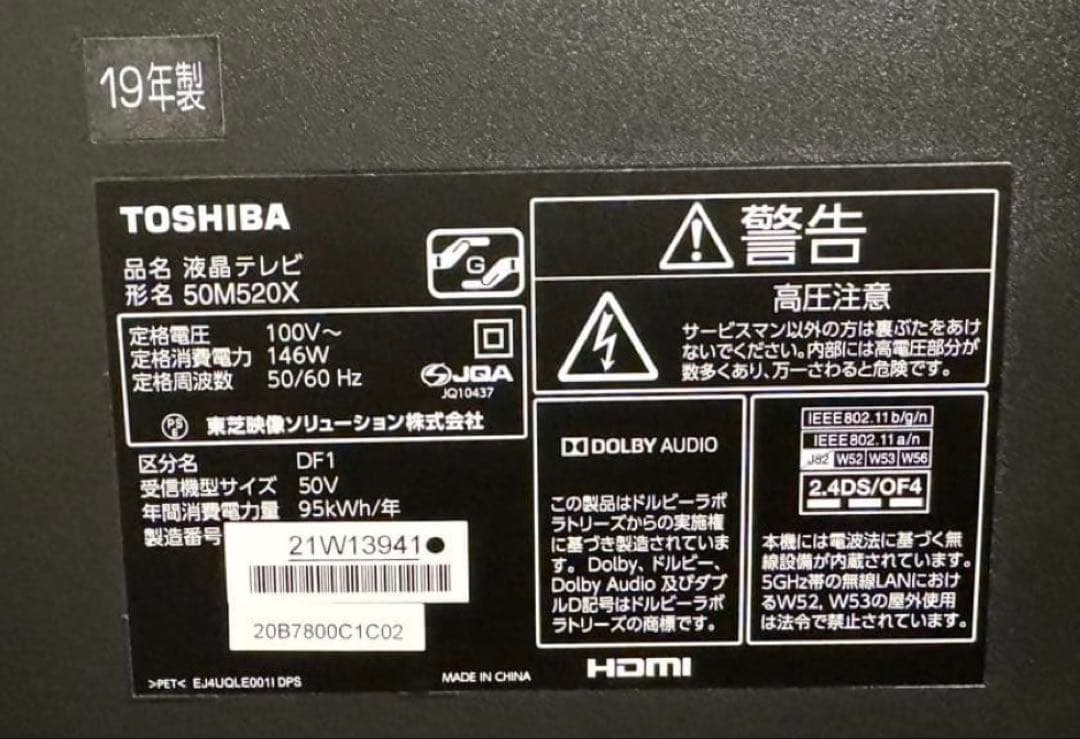 19年製
TOSHIBA
品名 液晶テレビ
形名 50M520X
G
定格電圧 100V〜
定格消費電力 146W
定格周波数 50/60 Hz
JQA
JQ10437
PS
E
東芝映像ソリューション株式会社
区分名 DF1
受信機型サイズ 50V
年間消費電力量 95kWh/年
製造番号
21W13941●
20B7800C1C02
>PET< EJ4UQLE001I DPS
MADE IN CHINA
警告
高圧注意
サービスマン以外の方は裏ぶたをあけ
ないでください。内部には高電圧部分が
数多くあり、万一さわると危険です。
DOLBY AUDIO
この製品はドルビーラボ
ラトリーズからの実施権
に基づき製造されていま
す。Dolby、ドルビー、
Dolby Audio 及びダブ
ルD記号はドルビーラボ
ラトリーズの商標です。
IEEE802.11b/g/n
IEEE802.11a/n
J52 W52 W53 W56
2.4DS/OF4
本機には電波法に基づく無
線設備が内蔵されています。
5GHz帯の無線LANにおけ
るW52, W53の屋外使用
は法令で禁止されています。
HDMI